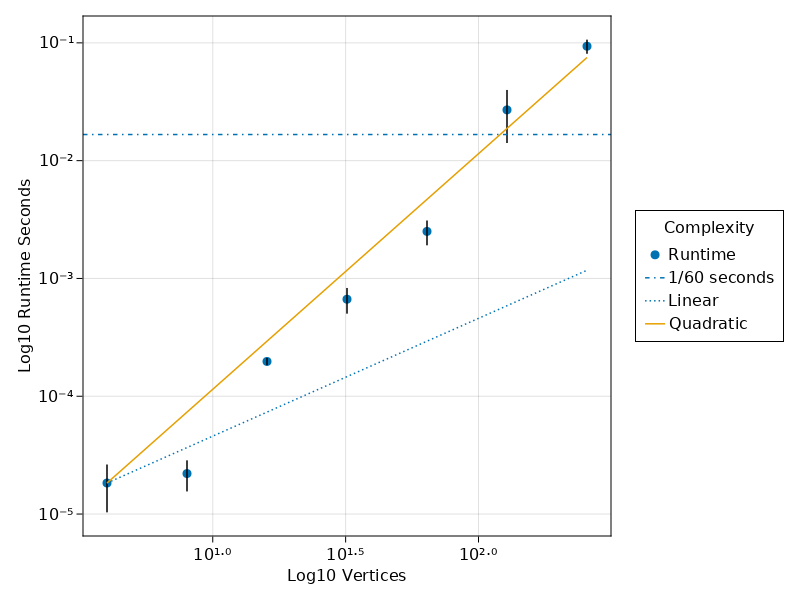 10⁻¹
10⁻²
10⁻³
10⁻⁴
10⁻⁵
Log10 Runtime Seconds
10¹·⁰
10¹·⁵
10²·⁰
Log10 Vertices
Complexity
Runtime
1/60 seconds
Linear
Quadratic